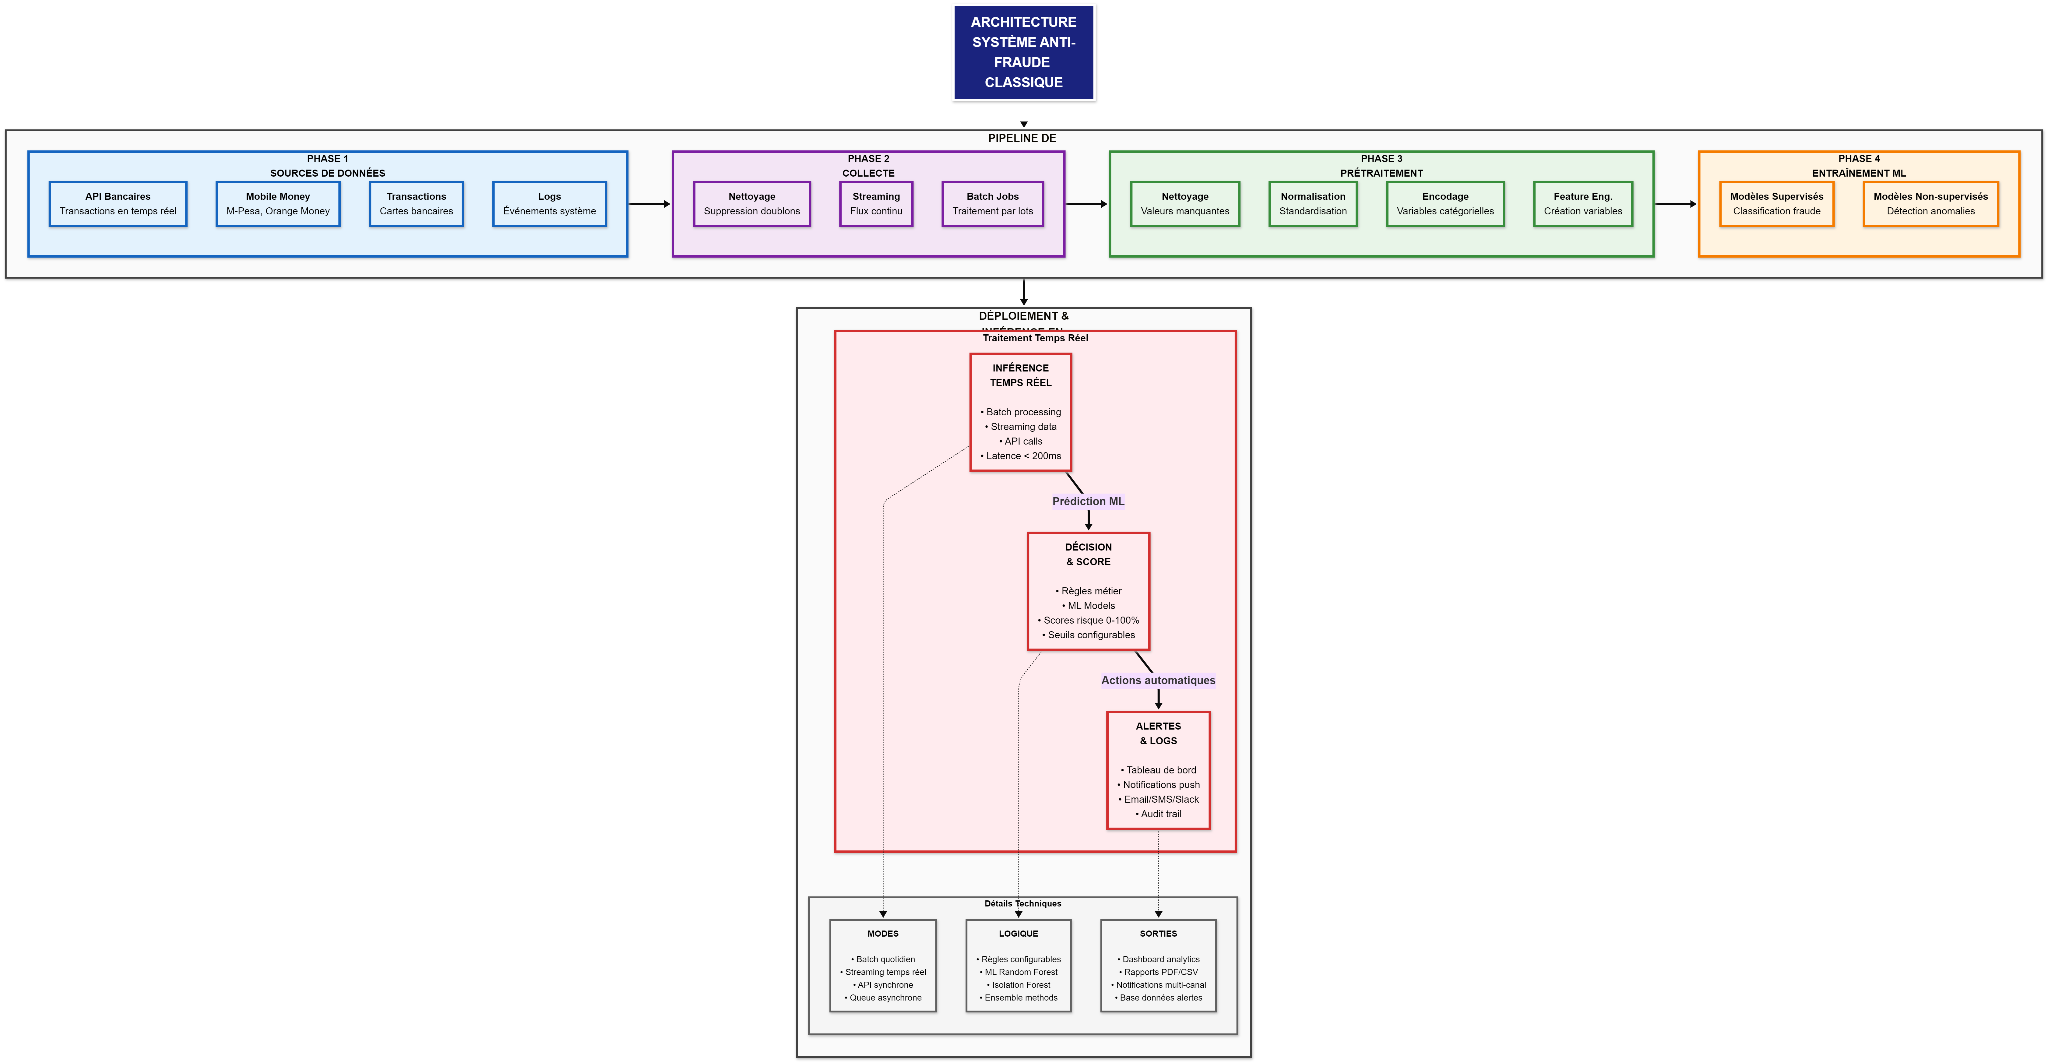 ARCHITECTURE
SYSTÈME ANTI-
FRAUDE
CLASSIQUE
PIPELINE DE
PHASE 1
SOURCES DE DONNÉES
API Bancaires
Transactions en temps réel
Mobile Money
M-Pesa, Orange Money
Transactions
Cartes bancaires
Logs
Événements système
PHASE 2
COLLECTE
Nettoyage
Suppression doublons
Streaming
Flux continu
Batch Jobs
Traitement par lots
PHASE 3
PRÉTRAITEMENT
Nettoyage
Valeurs manquantes
Normalisation
Standardisation
Encodage
Variables catégorielles
Feature Eng.
Création variables
PHASE 4
ENTRAÎNEMENT ML
Modèles Supervisés
Classification fraude
Modèles Non-supervisés
Détection anomalies
DÉPLOIEMENT &
INFÉRENCE EN
Traitement Temps Réel
INFÉRENCE
TEMPS RÉEL
• Batch processing
• Streaming data
• API calls
• Latence < 200ms
Prédiction ML
DÉCISION
& SCORE
• Règles métier
• ML Models
• Scores risque 0-100%
• Seuils configurables
Actions automatiques
ALERTES
& LOGS
• Tableau de bord
• Notifications push
• Email/SMS/Slack
• Audit trail
Détails Techniques
MODES
• Batch quotidien
• Streaming temps réel
• API synchrone
• Queue asynchrone
LOGIQUE
• Règles configurables
• ML Random Forest
• Isolation Forest
• Ensemble methods
SORTIES
• Dashboard analytics
• Rapports PDF/CSV
• Notifications multi-canal
• Base données alertes